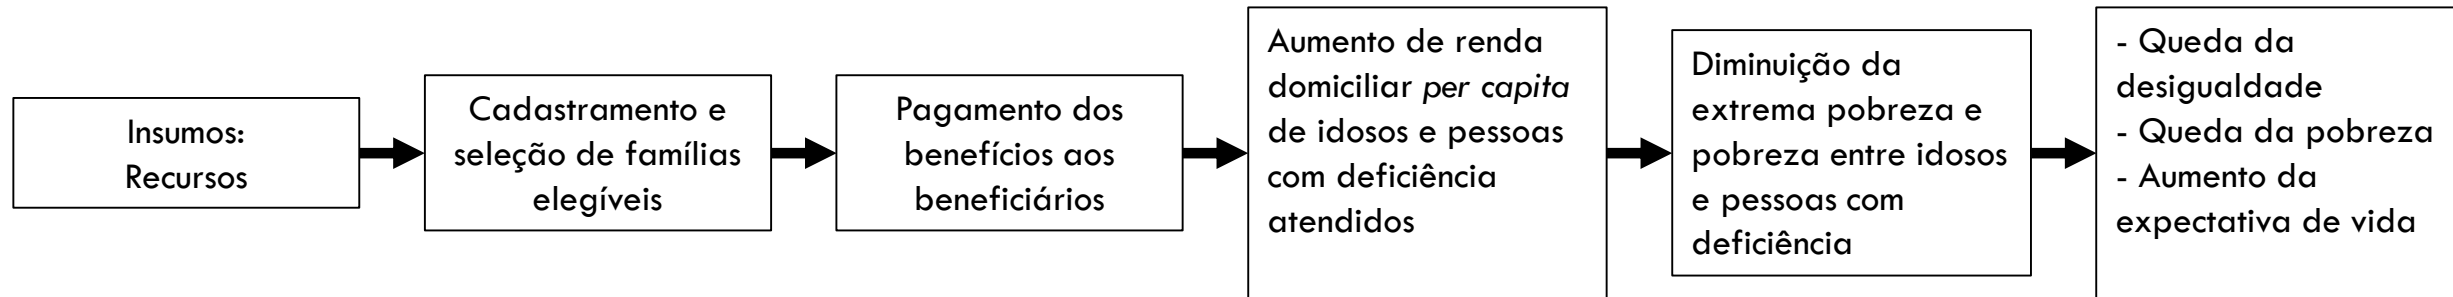 Insumos:
Recursos
Cadastramento e
seleção de famílias
elegíveis
Pagamento dos
benefícios aos
beneficiários
Aumento de renda
domiciliar per capita
de idosos e pessoas
com deficiência
atendidos
Diminuição da
extrema pobreza e
pobreza entre idosos
e pessoas com
deficiência
- Queda da
desigualdade
- Queda da pobreza
- Aumento da
expectativa de vida